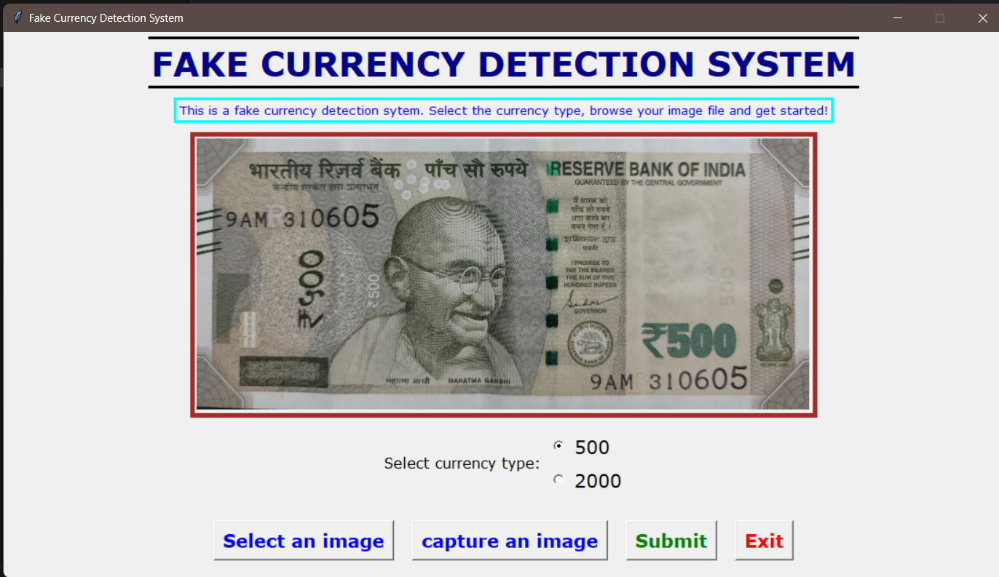 Fake Currency Detection System
FAKE CURRENCY DETECTION SYSTEM
This is a fake currency detection sytem. Select the currency type, browse your image file and get started!
भारतीय रिज़र्व बैंक पाँच सौ रुपये RESERVE BANK OF INDIA
केन्द्रीय सरकार द्वारा प्रत्याभूत GUARANTEED BY THE CENTRAL GOVERNMENT
9AM 310605
मैं धारक को
पाँच सौ रुपये
अदा करने का
वचन देता हूँ ।
गवर्नर
I PROMISE TO
PAY THE BEARER
THE SUM OF FIVE
HUNDRED RUPEES
GOVERNOR
₹५००
₹500
₹500
महात्मा गांधी MAHATMA GANDHI
9AM 310605
Select currency type:
500
2000
Select an image capture an image Submit Exit